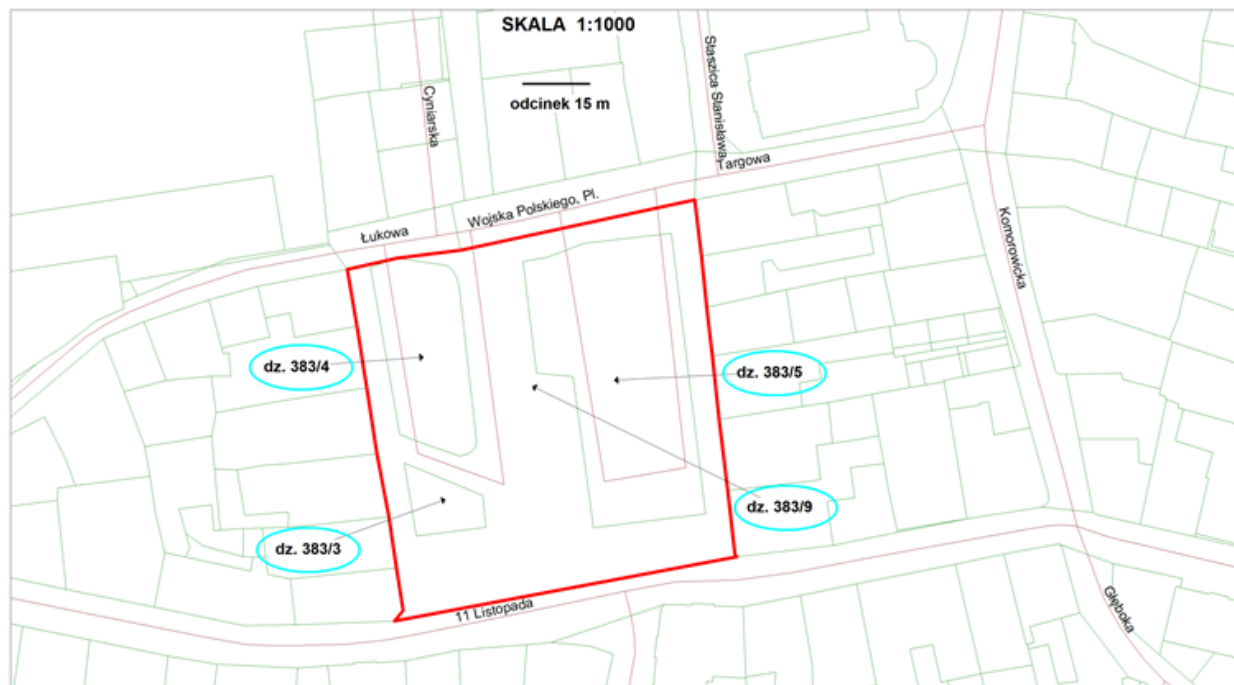 SKALA 1:1000
odcinek 15 m
Cyniarska
Staszica Stanisława
Targowa
Wojska Polskiego, Pl.
Łukowa
Komorowicka
dz. 383/4
dz. 383/5
dz. 383/9
dz. 383/3
11 Listopada
Głęboka